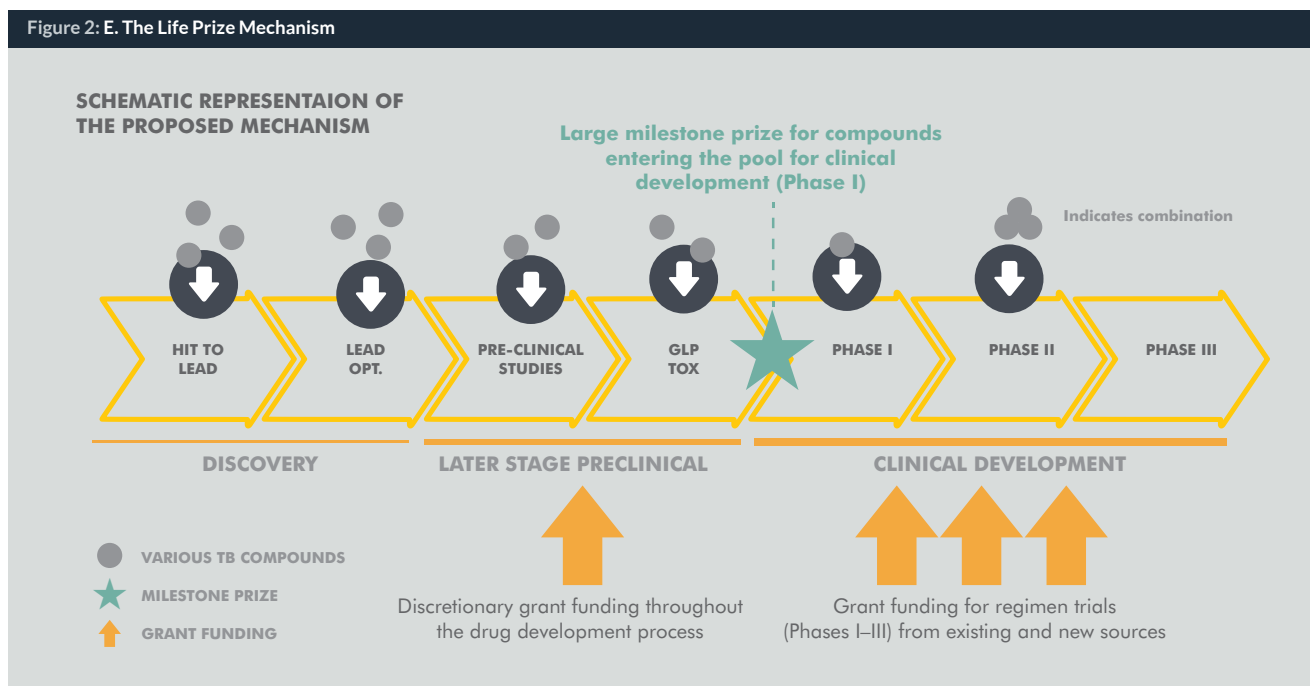 Figure 2: E. The Life Prize Mechanism
SCHEMATIC REPRESENTAION OF
THE PROPOSED MECHANISM
Large milestone prize for compounds
entering the pool for clinical
development (Phase I)
Indicates combination
HIT TO
LEAD
LEAD
OPT.
PRE-CLINICAL
STUDIES
GLP
TOX
PHASE I
PHASE II
PHASE III
DISCOVERY
LATER STAGE PRECLINICAL
CLINICAL DEVELOPMENT
VARIOUS TB COMPOUNDS
MILESTONE PRIZE
GRANT FUNDING
Discretionary grant funding throughout
the drug development process
Grant funding for regimen trials
(Phases I–III) from existing and new sources